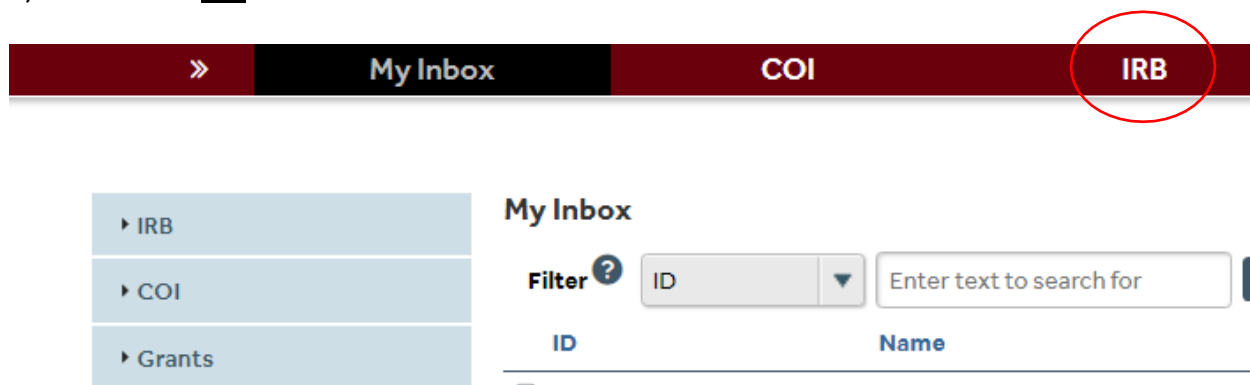 » My Inbox COI IRB
IRB
COI
Grants
My Inbox
Filter ? ID Enter text to search for
ID Name